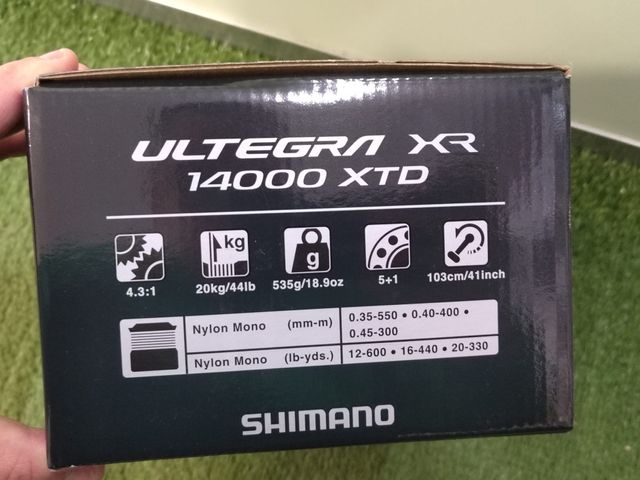 ULTEGRA XR
14000 XTD
kg
g
4.3:1
20kg/44lb
535g/18.9oz
5+1
103cm/41inch
Nylon Mono (mm-m) 0.35-550 • 0.40-400 •
0.45-300
Nylon Mono (lb-yds.) 12-600 • 16-440 • 20-330
SHIMANO